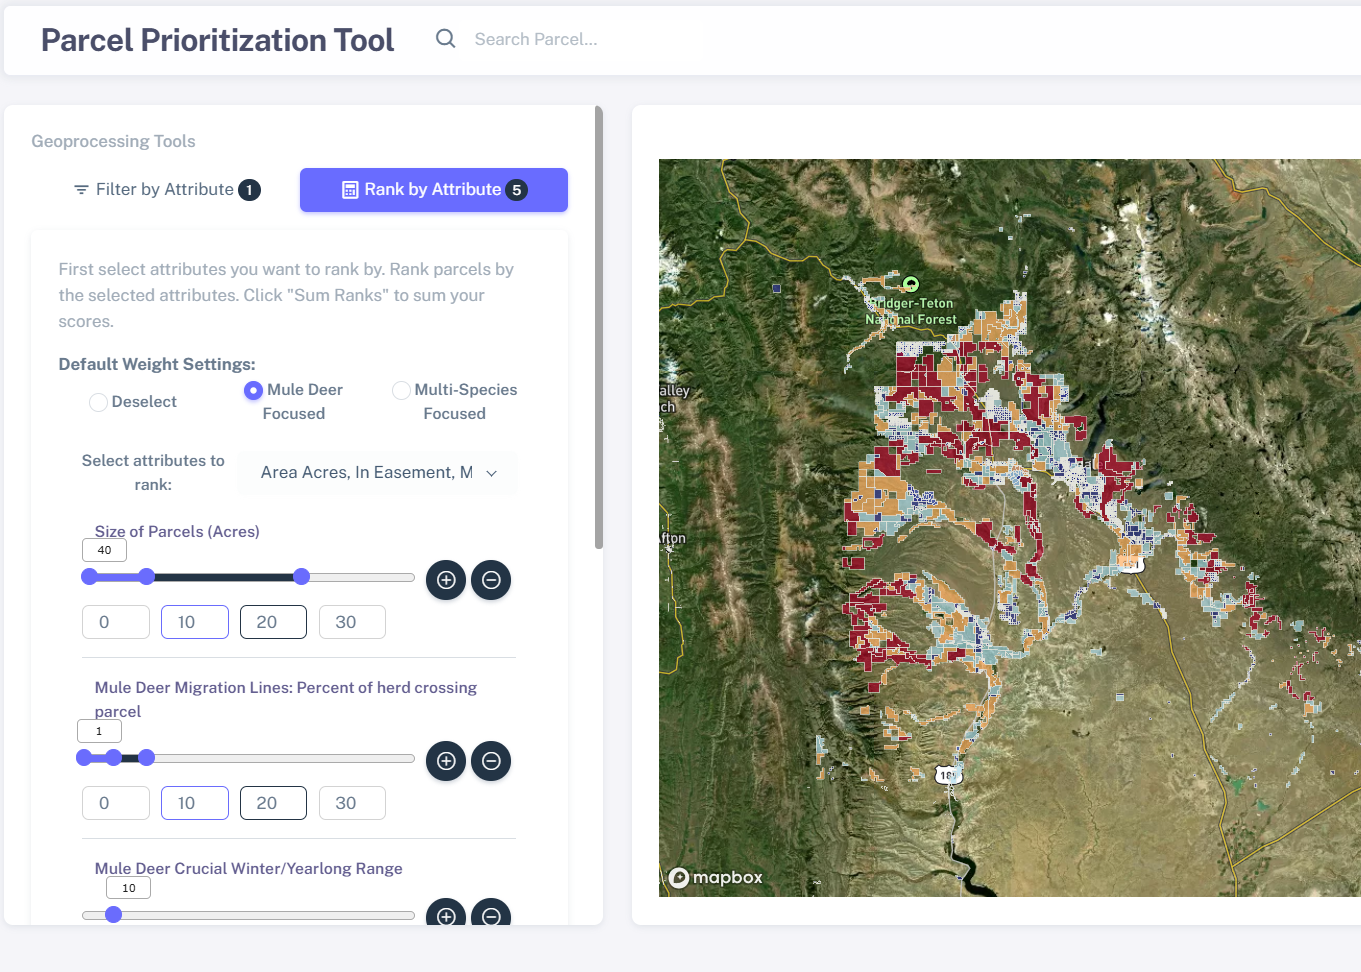 Parcel Prioritization Tool
Search Parcel...
Geoprocessing Tools
Filter by Attribute 1
Rank by Attribute 5
First select attributes you want to rank by. Rank parcels by
the selected attributes. Click "Sum Ranks" to sum your
scores.
Default Weight Settings:
Deselect
Mule Deer
Focused
Multi-Species
Focused
Select attributes to
rank:
Area Acres, In Easement, M
Size of Parcels (Acres)
40
0
10
20
30
Mule Deer Migration Lines: Percent of herd crossing
parcel
1
0
10
20
30
Mule Deer Crucial Winter/Yearlong Range
10
Bridger-Teton
National Forest
alley
ch
fton
mapbox